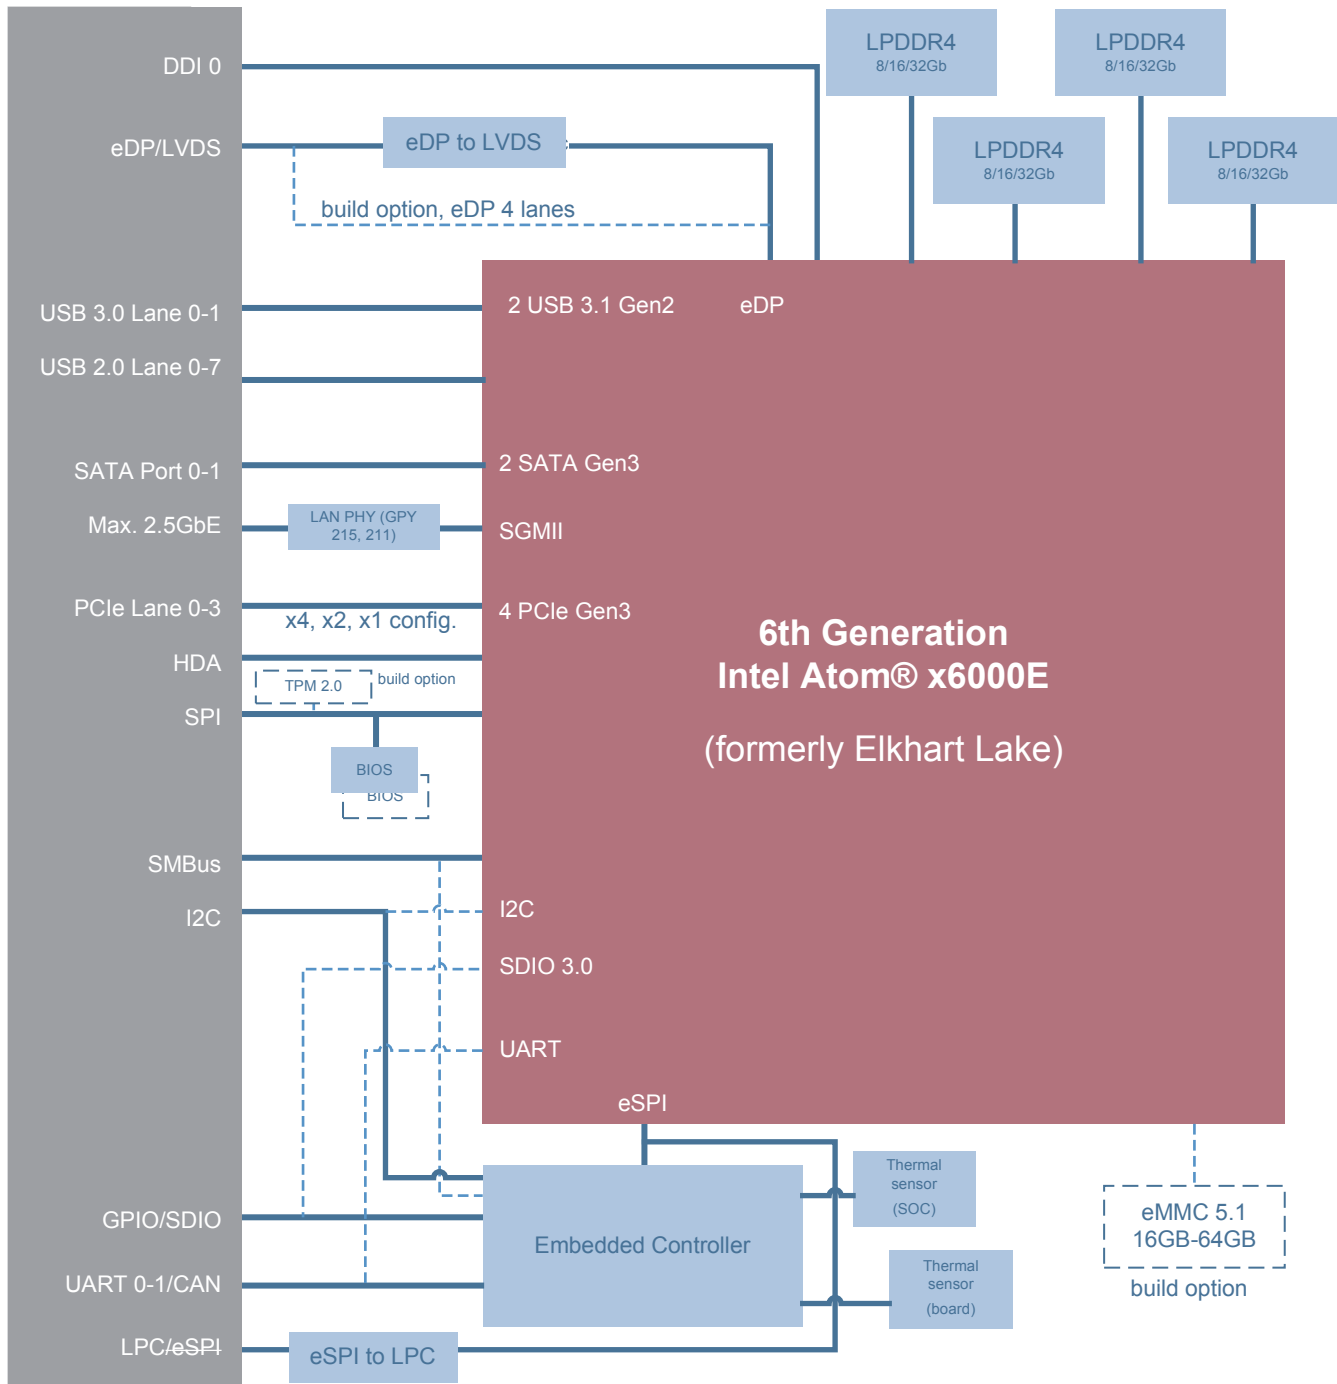 LPDDR4
8/16/32Gb
LPDDR4
8/16/32Gb
DDI 0
eDP/LVDS
eDP to LVDS
LPDDR4
8/16/32Gb
LPDDR4
8/16/32Gb
build option, eDP 4 lanes
USB 3.0 Lane 0-1
2 USB 3.1 Gen2
eDP
USB 2.0 Lane 0-7
SATA Port 0-1
2 SATA Gen3
Max. 2.5GbE
LAN PHY (GPY
215, 211)
SGMII
PCIe Lane 0-3
x4, x2, x1 config.
4 PCIe Gen3
6th Generation
Intel Atom® x6000E
(formerly Elkhart Lake)
HDA
TPM 2.0
build option
SPI
BIOS
BIOS
SMBus
I2C
I2C
SDIO 3.0
UART
eSPI
Thermal
sensor
(SOC)
GPIO/SDIO
Embedded Controller
eMMC 5.1
16GB-64GB
build option
UART 0-1/CAN
Thermal
sensor
(board)
LPC/eSPI
eSPI to LPC